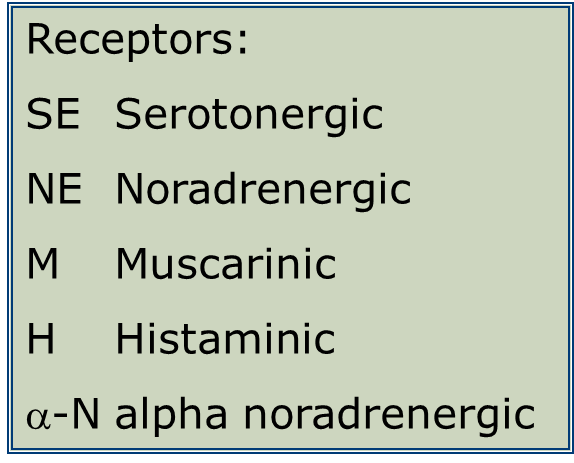 Receptors:
SE Serotonergic
NE Noradrenergic
M Muscarinic
H Histaminic
α-N alpha noradrenergic